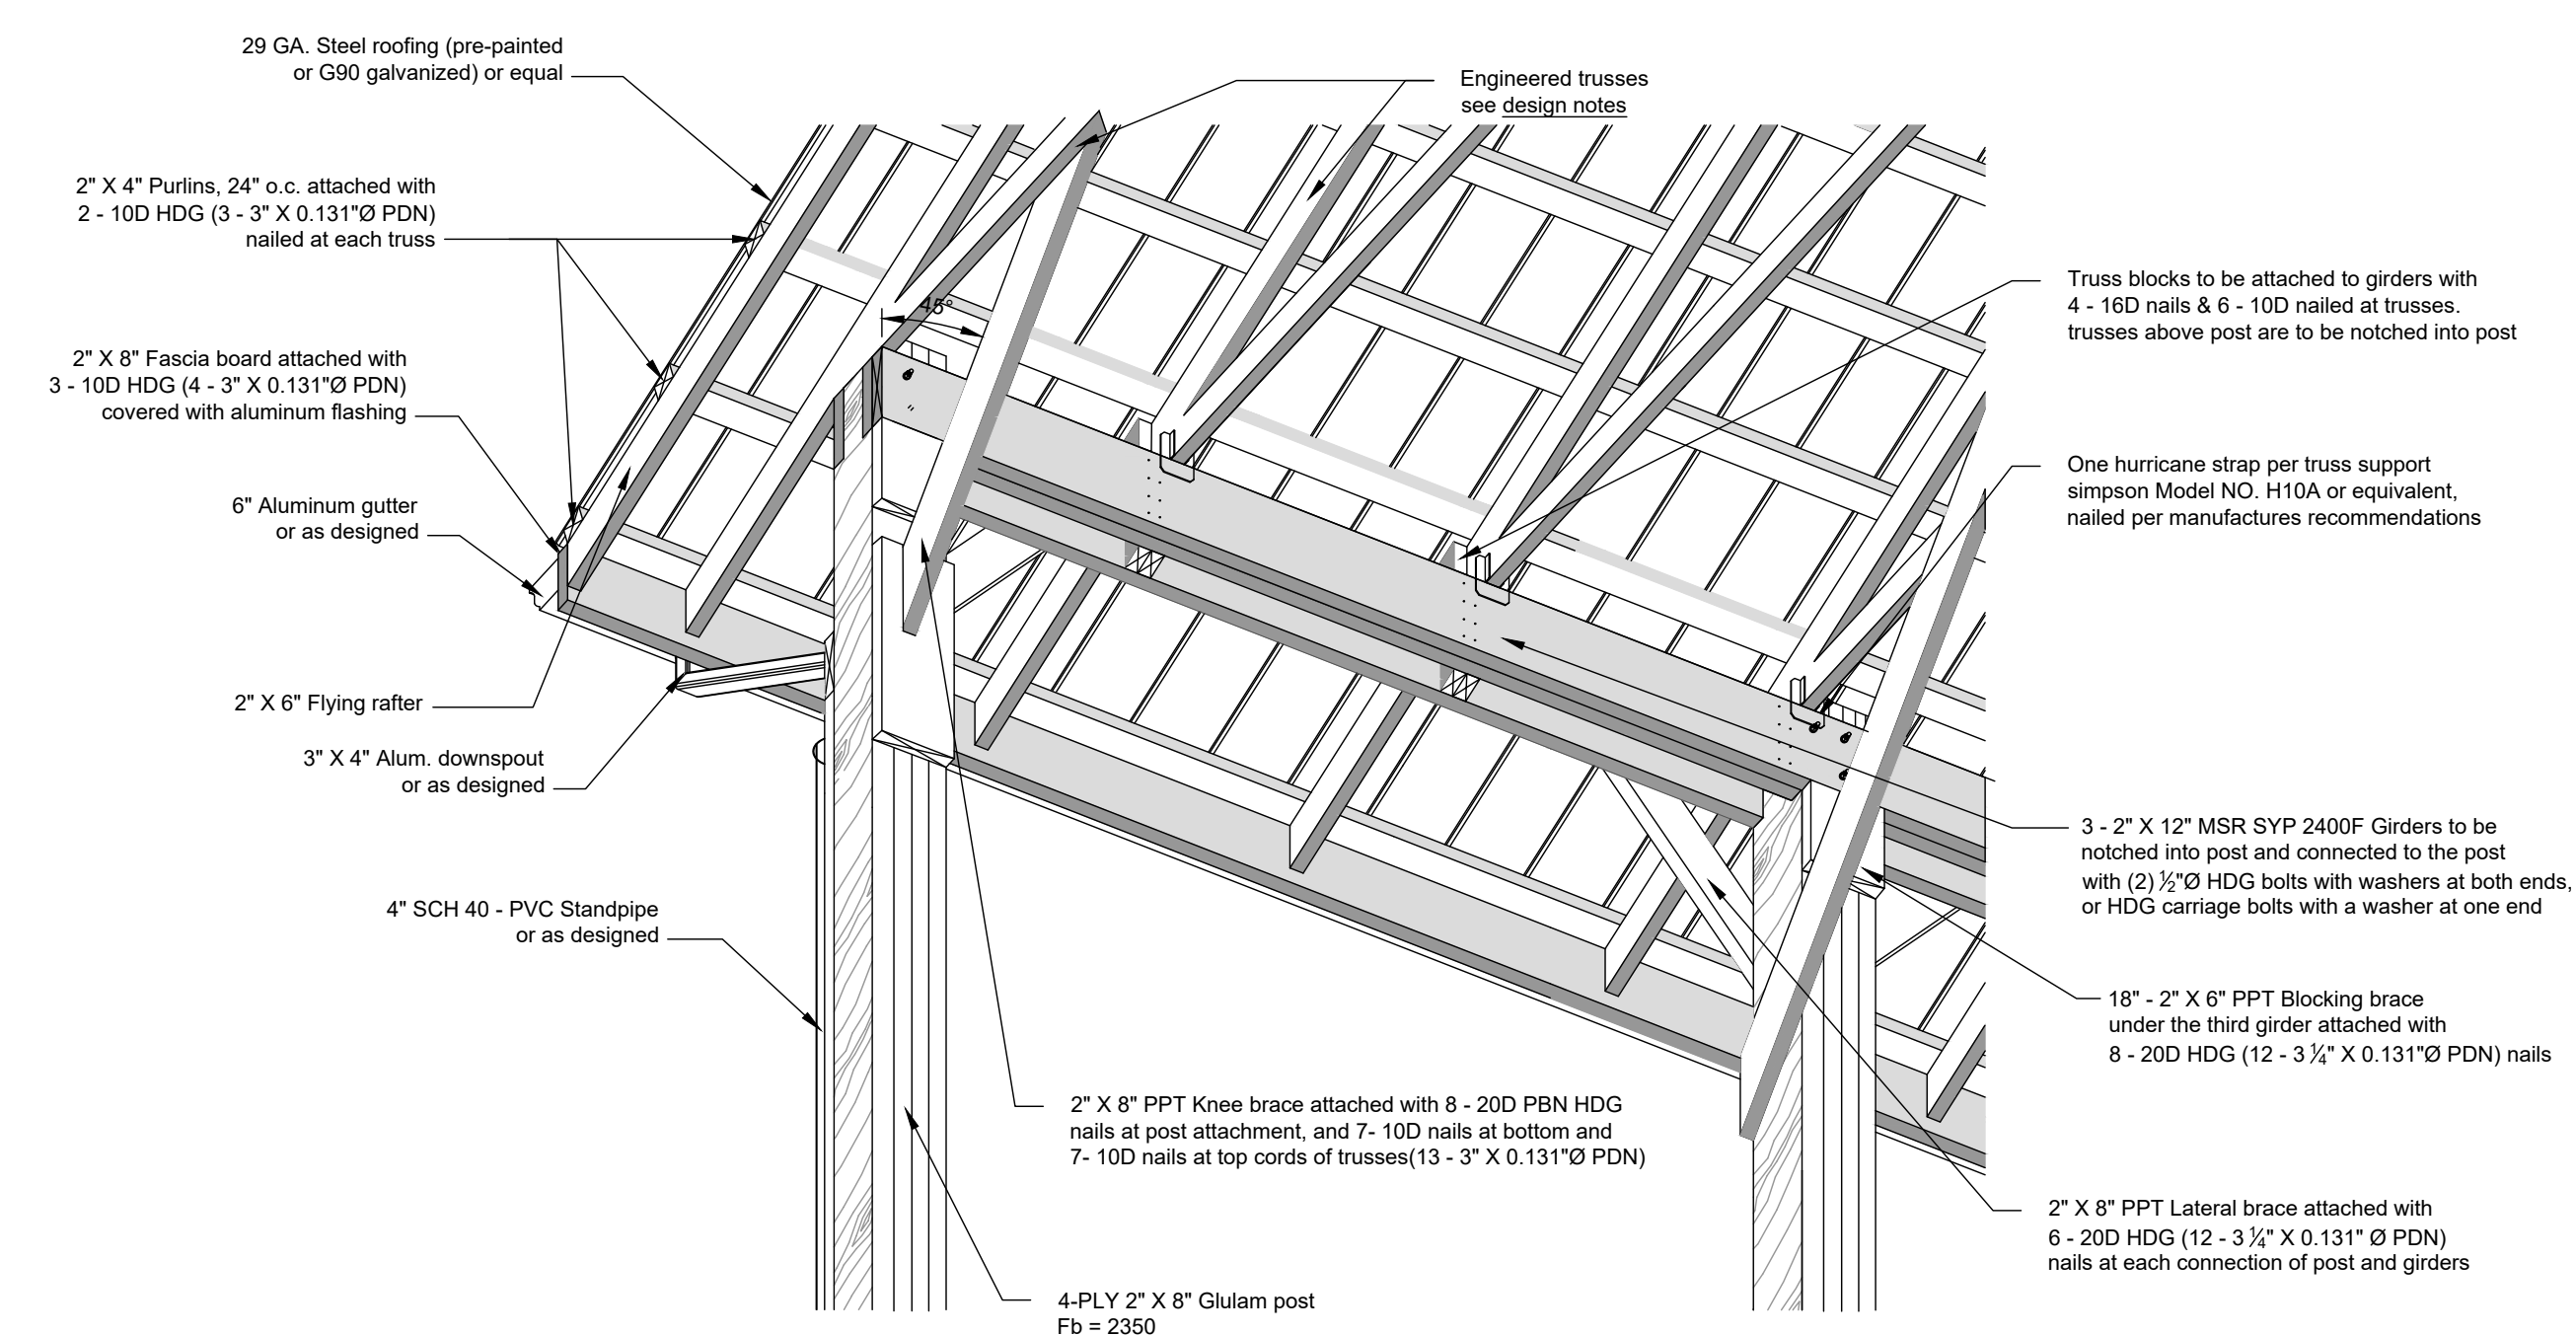 29 GA. Steel roofing (pre-painted
or G90 galvanized) or equal
2" X 4" Purlins, 24" o.c. attached with
2 - 10D HDG (3 - 3" X 0.131"Ø PDN)
nailed at each truss
2" X 8" Fascia board attached with
3 - 10D HDG (4 - 3" X 0.131"Ø PDN)
covered with aluminum flashing
6" Aluminum gutter
or as designed
2" X 6" Flying rafter
3" X 4" Alum. downspout
or as designed
4" SCH 40 - PVC Standpipe
or as designed
45°
Engineered trusses
see design notes
Truss blocks to be attached to girders with
4 - 16D nails & 6 - 10D nailed at trusses.
trusses above post are to be notched into post
One hurricane strap per truss support
simpson Model NO. H10A or equivalent,
nailed per manufactures recommendations
3 - 2" X 12" MSR SYP 2400F Girders to be
notched into post and connected to the post
with (2) ½"Ø HDG bolts with washers at both ends,
or HDG carriage bolts with a washer at one end
18" - 2" X 6" PPT Blocking brace
under the third girder attached with
8 - 20D HDG (12 - 3 ¼" X 0.131"Ø PDN) nails
2" X 8" PPT Knee brace attached with 8 - 20D PBN HDG
nails at post attachment, and 7- 10D nails at bottom and
7- 10D nails at top cords of trusses(13 - 3" X 0.131"Ø PDN)
2" X 8" PPT Lateral brace attached with
6 - 20D HDG (12 - 3 ¼" X 0.131" Ø PDN)
nails at each connection of post and girders
4-PLY 2" X 8" Glulam post
Fb = 2350